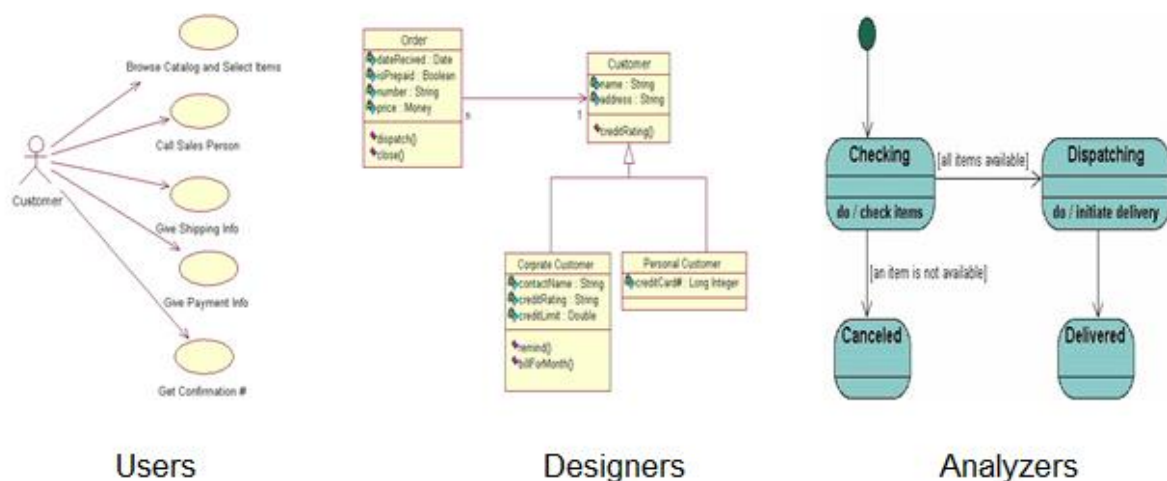 Browse Catalog and Select Items
Call Sales Person
Customer
Give Shipping Info
Give Payment Info
Get Confirmation #
Users
Order
dateRecived : Date
isPrepaid : Boolean
number : String
price : Money
dispatch()
close()
n
1
Customer
name : String
address : String
creditRating()
Corprate Customer
contactName : String
creditRating : String
creditLimit : Double
remind()
billForMonth()
Personal Customer
creditCard# : Long Integer
Designers
Checking
do / check items
[all items available]
Dispatching
do / initiate delivery
[an item is not available]
Canceled
Delivered
Analyzers